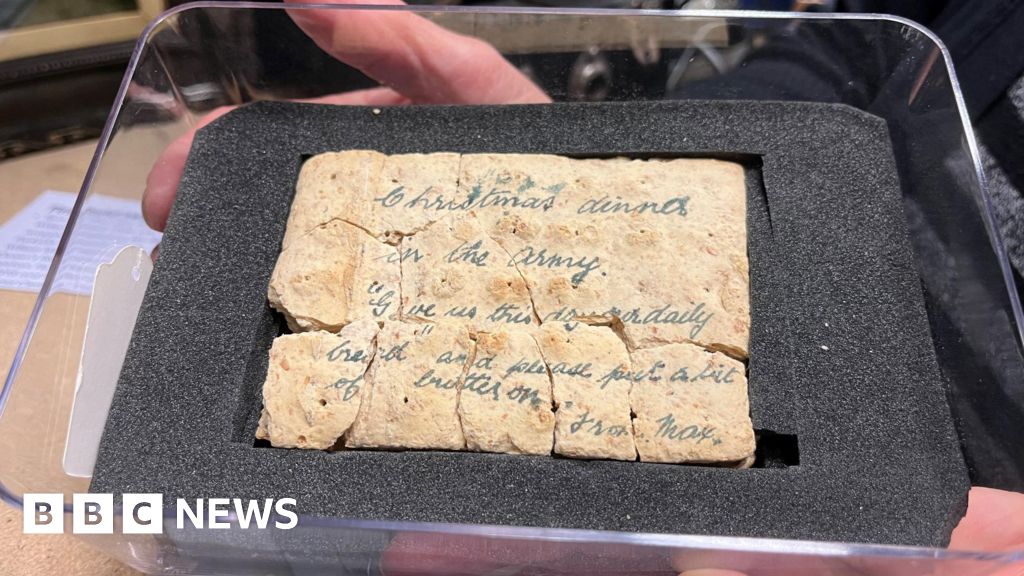 Christmas dinner
in the army.
"Give us this day our daily
bread" and please put a bit
of butter on.
From Max.
BBC NEWS